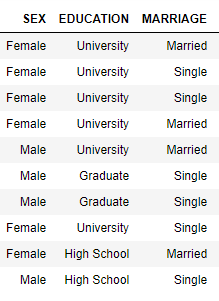 SEX EDUCATION MARRIAGE
Female University Married
Female University Single
Female University Single
Female University Married
Male University Married
Male Graduate Single
Male Graduate Single
Female University Single
Female High School Married
Male High School Single